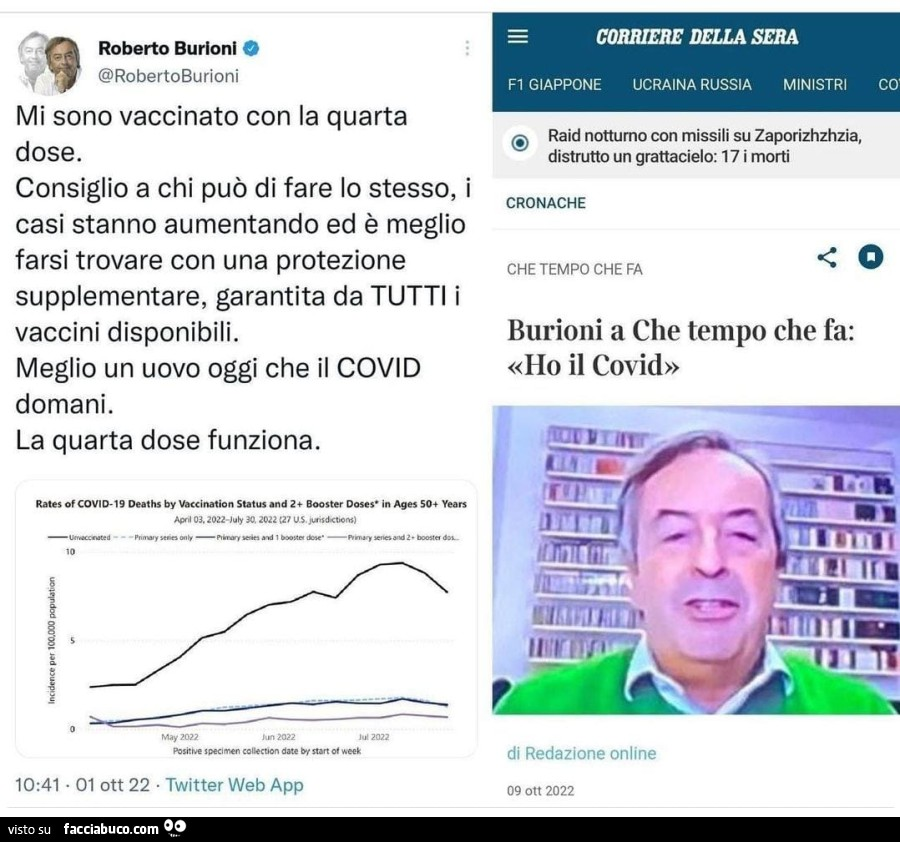 Roberto Burioni
@RobertoBurioni
Mi sono vaccinato con la quarta
dose.
Consiglio a chi può di fare lo stesso, i
casi stanno aumentando ed è meglio
farsi trovare con una protezione
supplementare, garantita da TUTTI i
vaccini disponibili.
Meglio un uovo oggi che il COVID
domani.
La quarta dose funziona.
Rates of COVID-19 Deaths by Vaccination Status and 2+ Booster Doses* in Ages 50+ Years
April 03, 2022-July 30, 2022 (27 U.S. jurisdictions)
Unvaccinated Primary series only Primary series and 1 booster dose* Primary series and 2+ booster dos...
Incidence per 100,000 population
10
5
0
May 2022 Jun 2022 Jul 2022
Positive specimen collection date by start of week
10:41 · 01 ott 22 · Twitter Web App
CORRIERE DELLA SERA
F1 GIAPPONE UCRAINA RUSSIA MINISTRI CO
Raid notturno con missili su Zaporizhzhzia,
distrutto un grattacielo: 17 i morti
CRONACHE
CHE TEMPO CHE FA
Burioni a Che tempo che fa:
«Ho il Covid»
di Redazione online
09 ott 2022
visto su facciabuco.com